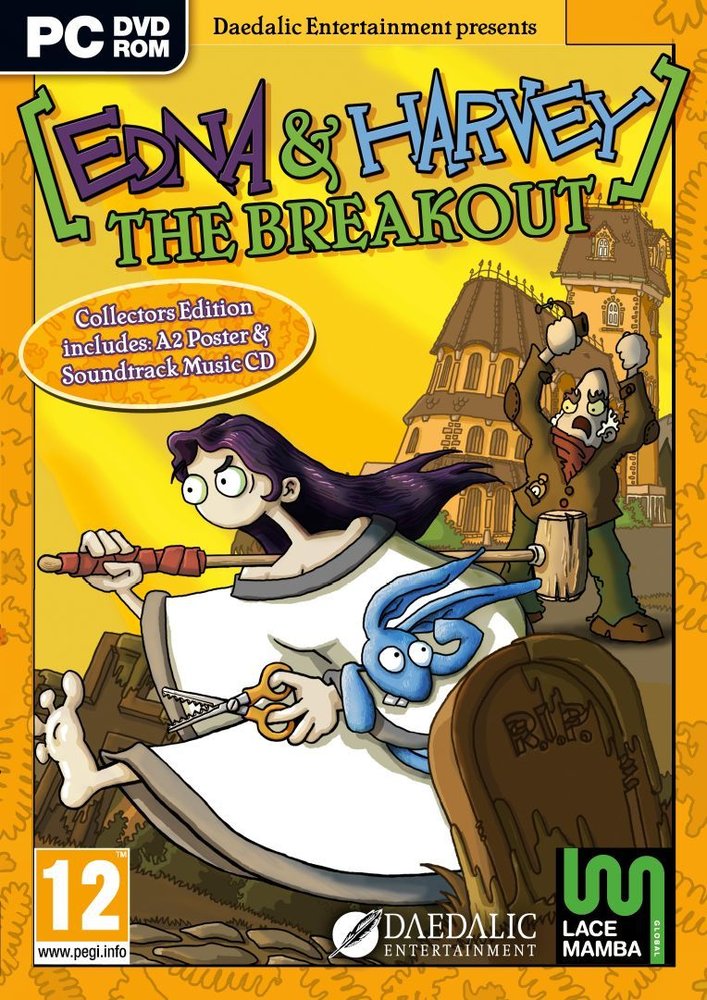 PC DVD
ROM
Daedalic Entertainment presents
[EDNA & HARVEY]
THE BREAKOUT
Collectors Edition
includes: A2 Poster &
Soundtrack Music CD
R.I.P.
12™
www.pegi.info
DAEDALIC
ENTERTAINMENT
LACE
MAMBA
GLOBAL